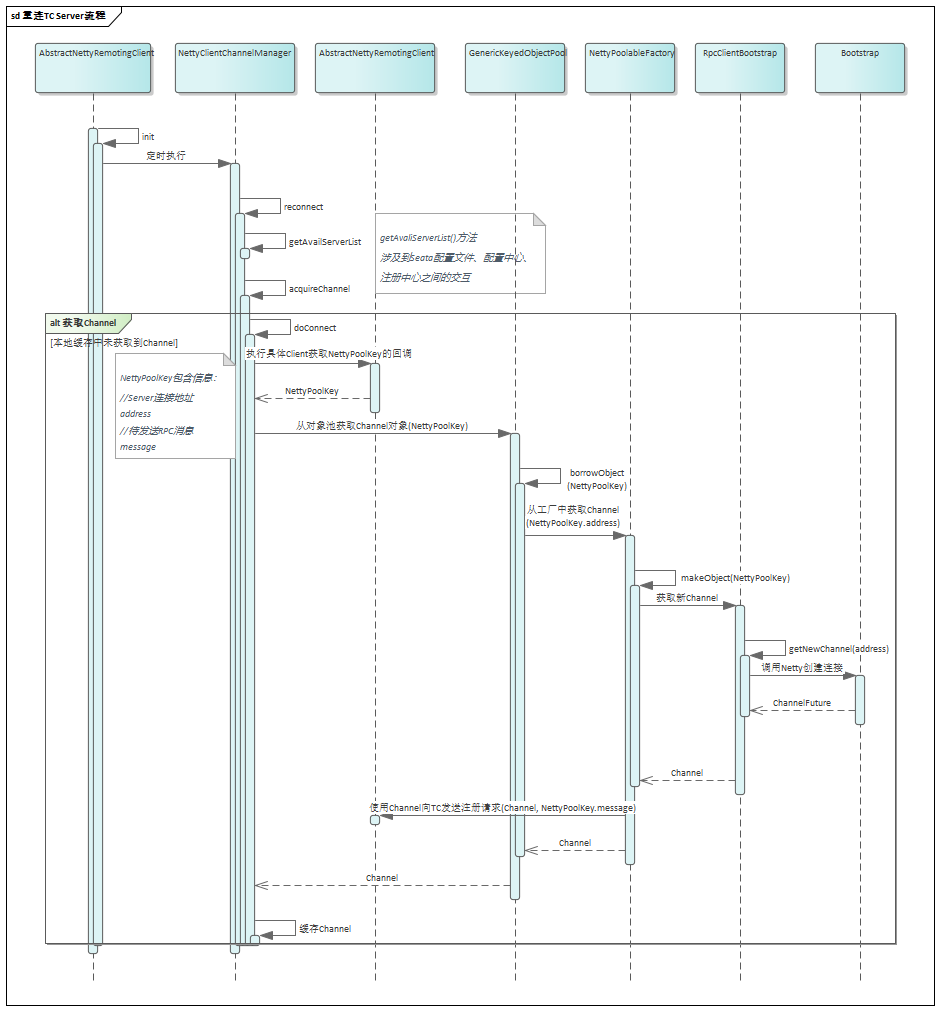 sd 重连TC Server流程
AbstractNettyRemotingClient
NettyClientChannelManager
AbstractNettyRemotingClient
GenericKeyedObjectPool
NettyPoolableFactory
RpcClientBootstrap
Bootstrap
init
定时执行
reconnect
getAvailServerList
getAvaliServerList()方法
涉及到Seata配置文件、配置中心、
注册中心之间的交互
acquireChannel
alt 获取Channel
doConnect
[本地缓存中未获取到Channel]
执行具体Client获取NettyPoolKey的回调
NettyPoolKey包含信息：
//Server连接地址
address
//待发送RPC消息
message
NettyPoolKey
从对象池获取Channel对象(NettyPoolKey)
borrowObject
(NettyPoolKey)
从工厂中获取Channel
(NettyPoolKey.address)
makeObject(NettyPoolKey)
获取新Channel
getNewChannel(address)
调用Netty创建连接
ChannelFuture
Channel
使用Channel向TC发送注册请求(Channel, NettyPoolKey.message)
Channel
Channel
缓存Channel